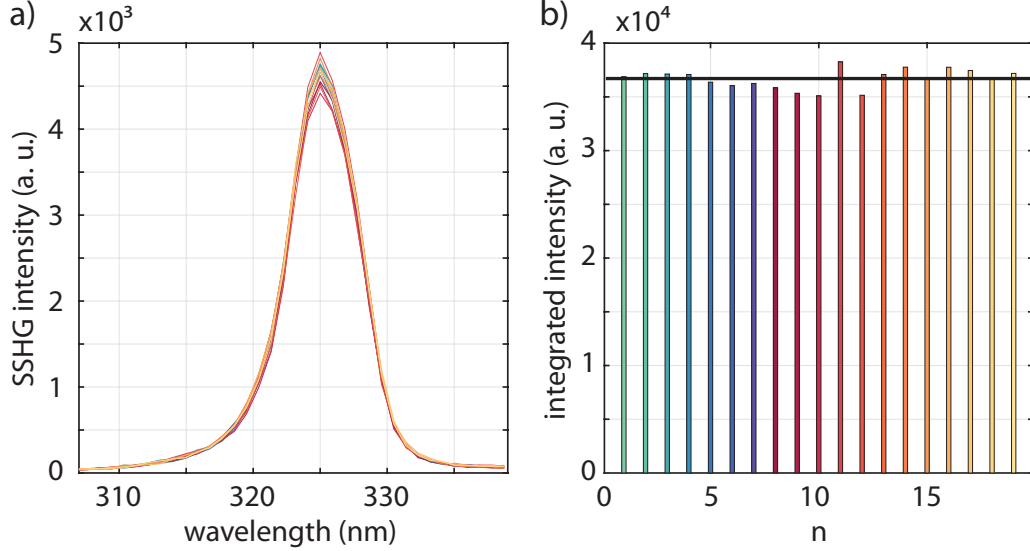 a)
x10³
5
4
3
2
1
0
SSHG intensity (a. u.)
310
320
330
wavelength (nm)
b)
x10⁴
4
3
2
1
0
integrated intensity (a. u.)
0
5
10
15
n